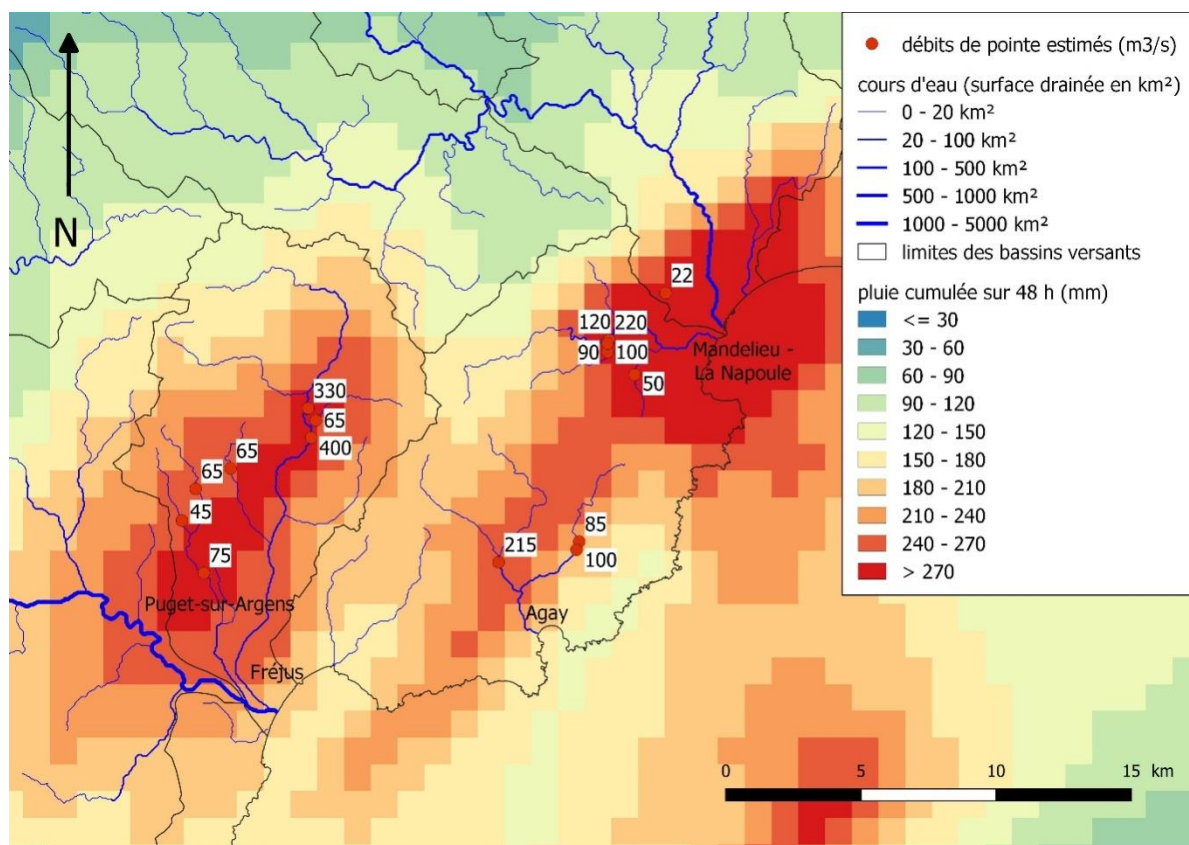 N
22
120 220
90 100
50
Mandelieu -
La Napoule
330
65
400
65
65
45
75
85
215
100
Puget-sur-Argens
Agay
Fréjus
0 5 10 15 km
débits de pointe estimés (m3/s)
cours d'eau (surface drainée en km²)
0 - 20 km²
20 - 100 km²
100 - 500 km²
500 - 1000 km²
1000 - 5000 km²
limites des bassins versants
pluie cumulée sur 48 h (mm)
<= 30
30 - 60
60 - 90
90 - 120
120 - 150
150 - 180
180 - 210
210 - 240
240 - 270
> 270